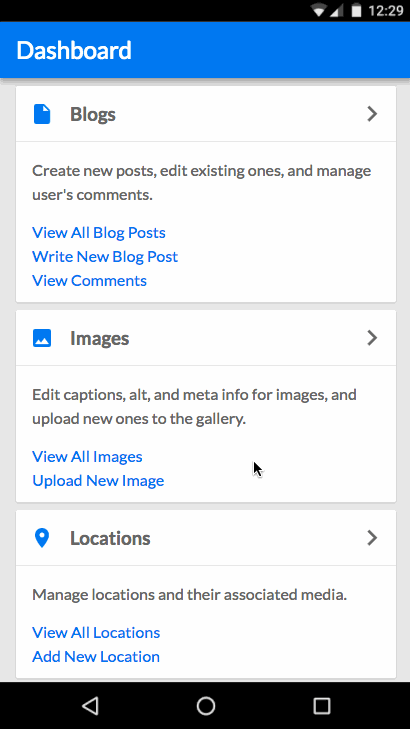 12:29
Dashboard
Blogs
Create new posts, edit existing ones, and manage
user's comments.
View All Blog Posts
Write New Blog Post
View Comments
Images
Edit captions, alt, and meta info for images, and
upload new ones to the gallery.
View All Images
Upload New Image
Locations
Manage locations and their associated media.
View All Locations
Add New Location